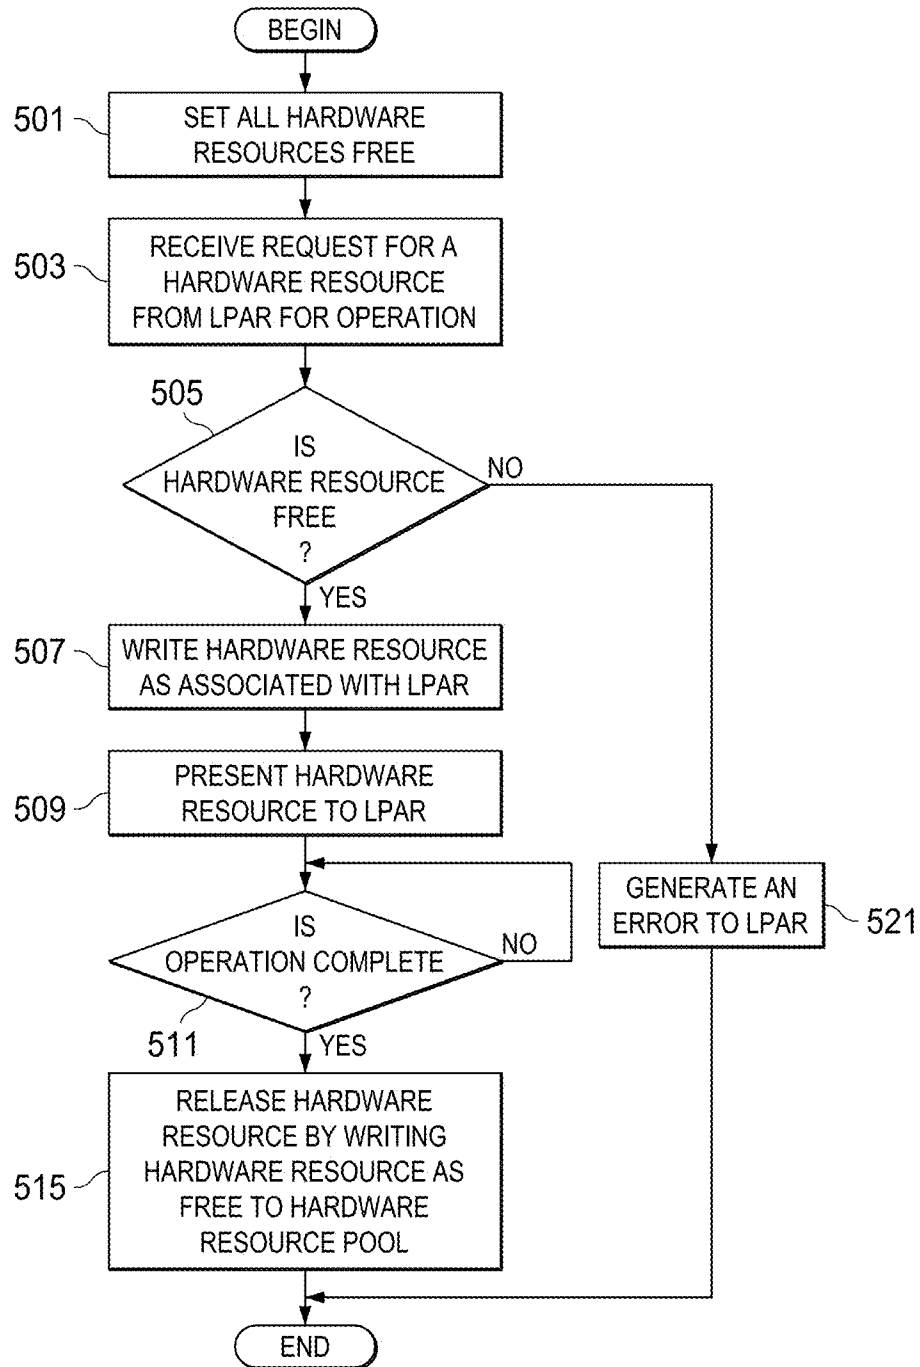 BEGIN
501
SET ALL HARDWARE
RESOURCES FREE
503
RECEIVE REQUEST FOR A
HARDWARE RESOURCE
FROM LPAR FOR OPERATION
505
IS
HARDWARE RESOURCE
FREE
?
NO
YES
507
WRITE HARDWARE RESOURCE
AS ASSOCIATED WITH LPAR
509
PRESENT HARDWARE
RESOURCE TO LPAR
GENERATE AN
ERROR TO LPAR
521
IS
OPERATION COMPLETE
?
NO
511
YES
515
RELEASE HARDWARE
RESOURCE BY WRITING
HARDWARE RESOURCE AS
FREE TO HARDWARE
RESOURCE POOL
END